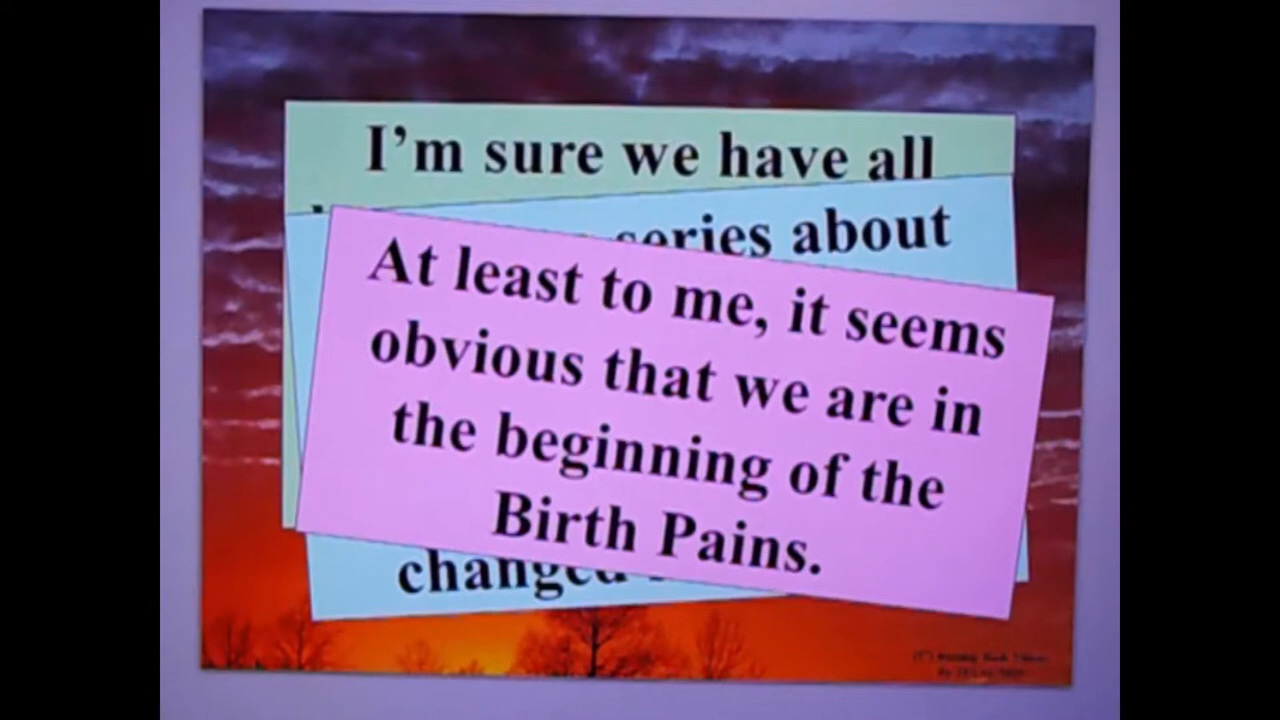 I'm sure we have all
series about
At least to me, it seems
obvious that we are in
the beginning of the
Birth Pains.